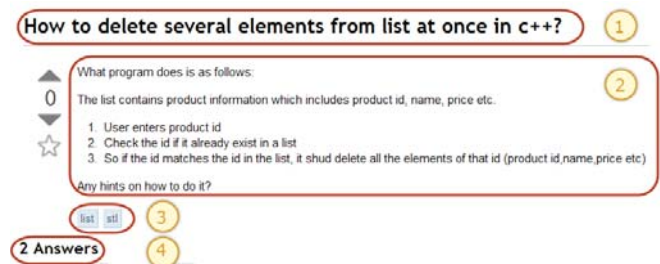 How to delete several elements from list at once in c++? 1
What program does is as follows: 2
0 The list contains product information which includes product id, name, price etc.
1. User enters product id
2. Check the id if it already exist in a list
3. So if the id matches the id in the list, it shud delete all the elements of that id (product id,name,price etc)
Any hints on how to do it?
list stl 3
2 Answers 4